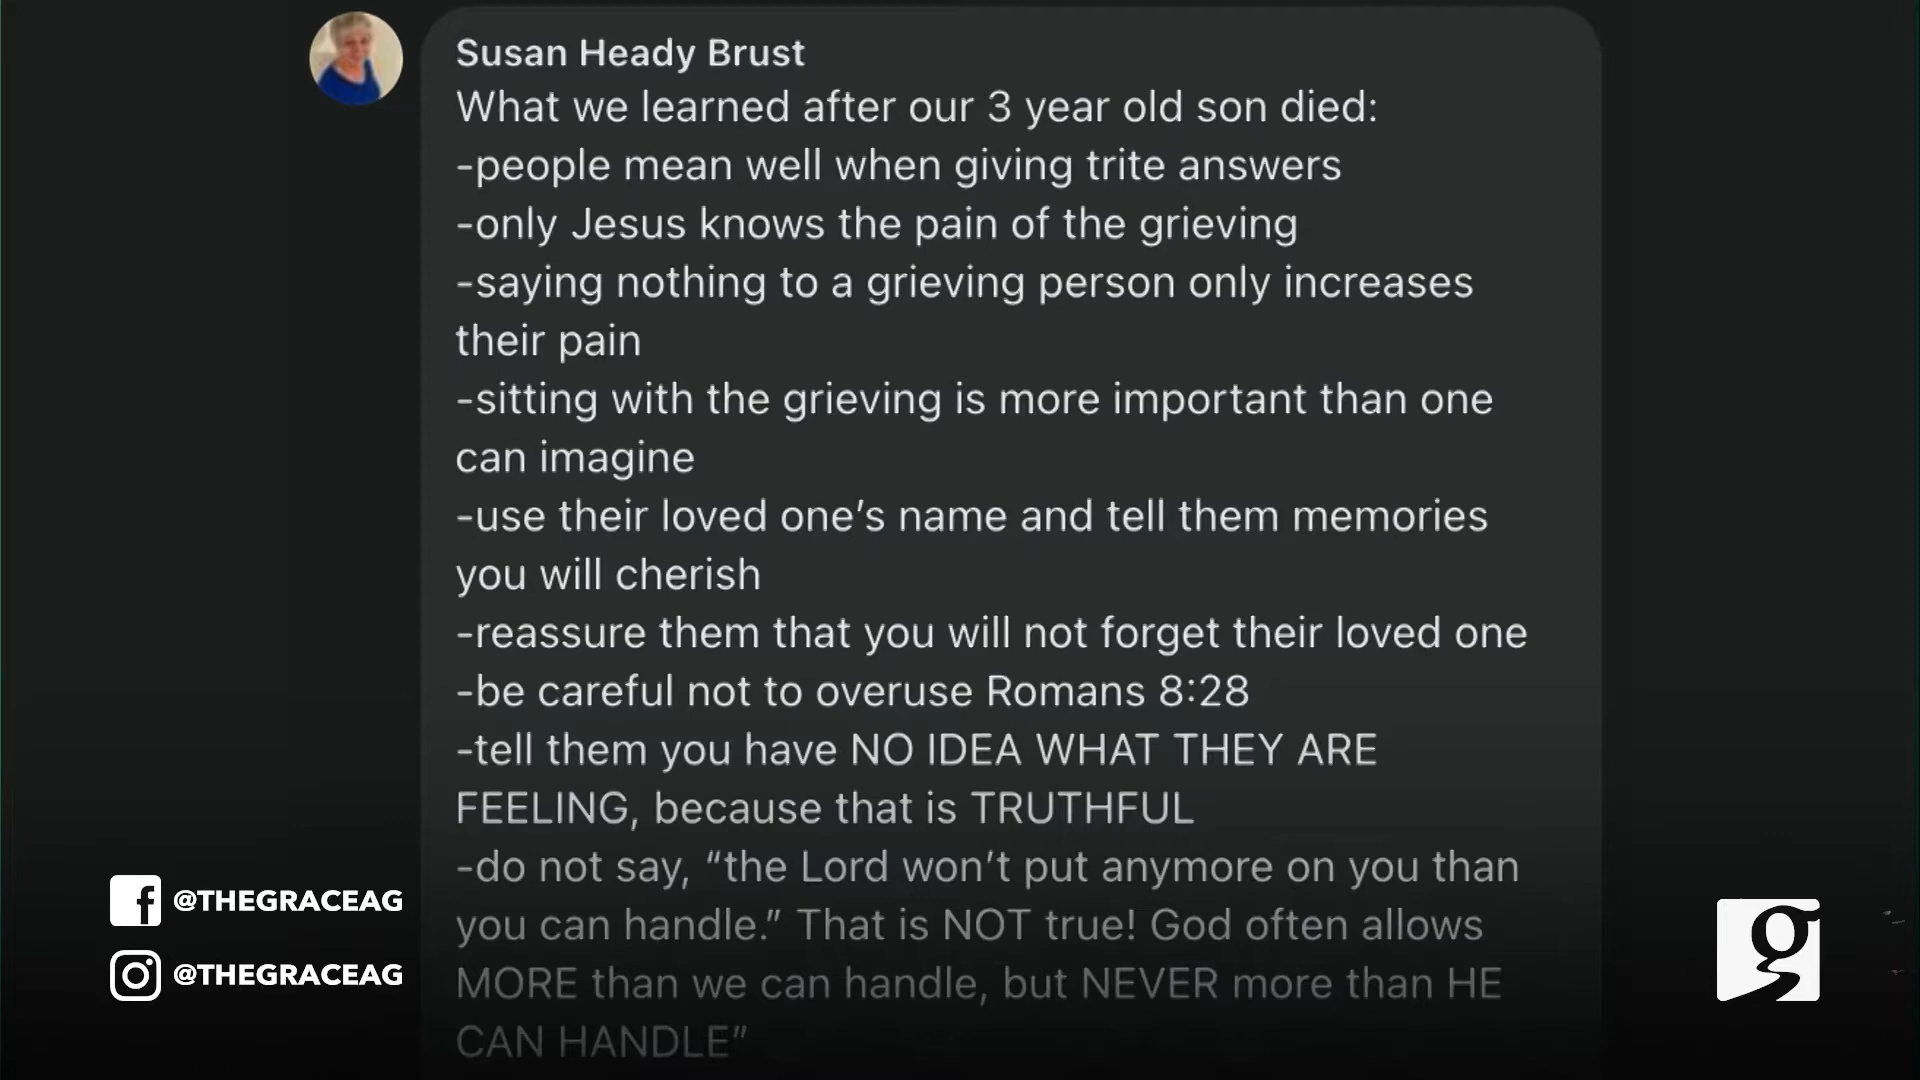 Susan Heady Brust
What we learned after our 3 year old son died:
-people mean well when giving trite answers
-only Jesus knows the pain of the grieving
-saying nothing to a grieving person only increases
their pain
-sitting with the grieving is more important than one
can imagine
-use their loved one’s name and tell them memories
you will cherish
-reassure them that you will not forget their loved one
-be careful not to overuse Romans 8:28
-tell them you have NO IDEA WHAT THEY ARE
FEELING, because that is TRUTHFUL
-do not say, “the Lord won’t put anymore on you than
you can handle.” That is NOT true! God often allows
MORE than we can handle, but NEVER more than HE
CAN HANDLE”
@THEGRACEAG
@THEGRACEAG
g